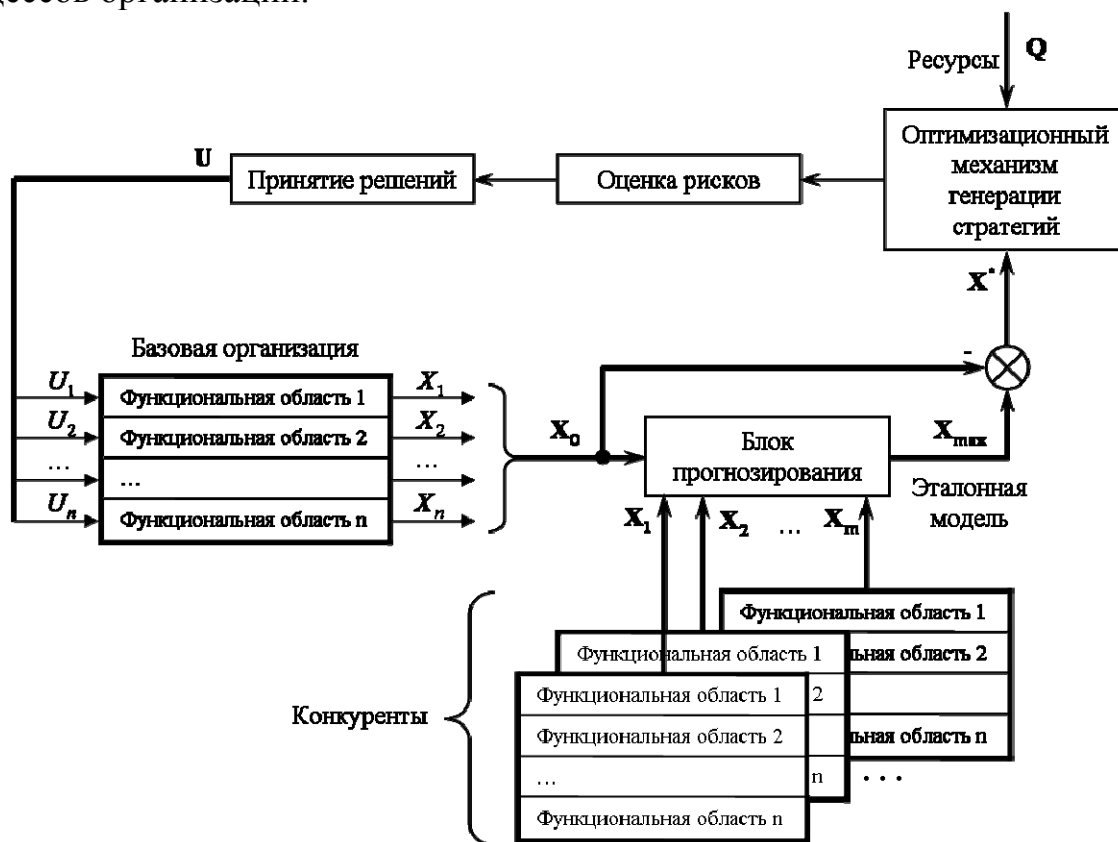 цессов организации.
Ресурсы
Q
Оптимизационный
механизм
генерации
стратегий
U
Принятие решений
Оценка рисков
X*
Базовая организация
U1
Функциональная область 1
X1
U2
Функциональная область 2
X2
...
...
...
Un
Функциональная область n
Xn
X0
-
Блок
прогнозирования
Xmax
Эталонная
модель
X1
X2
...
Xm
Конкуренты
Функциональная область 1
льная область 2
льная область n
Функциональная область 1
2
n
Функциональная область 1
Функциональная область 2
...
Функциональная область n
...